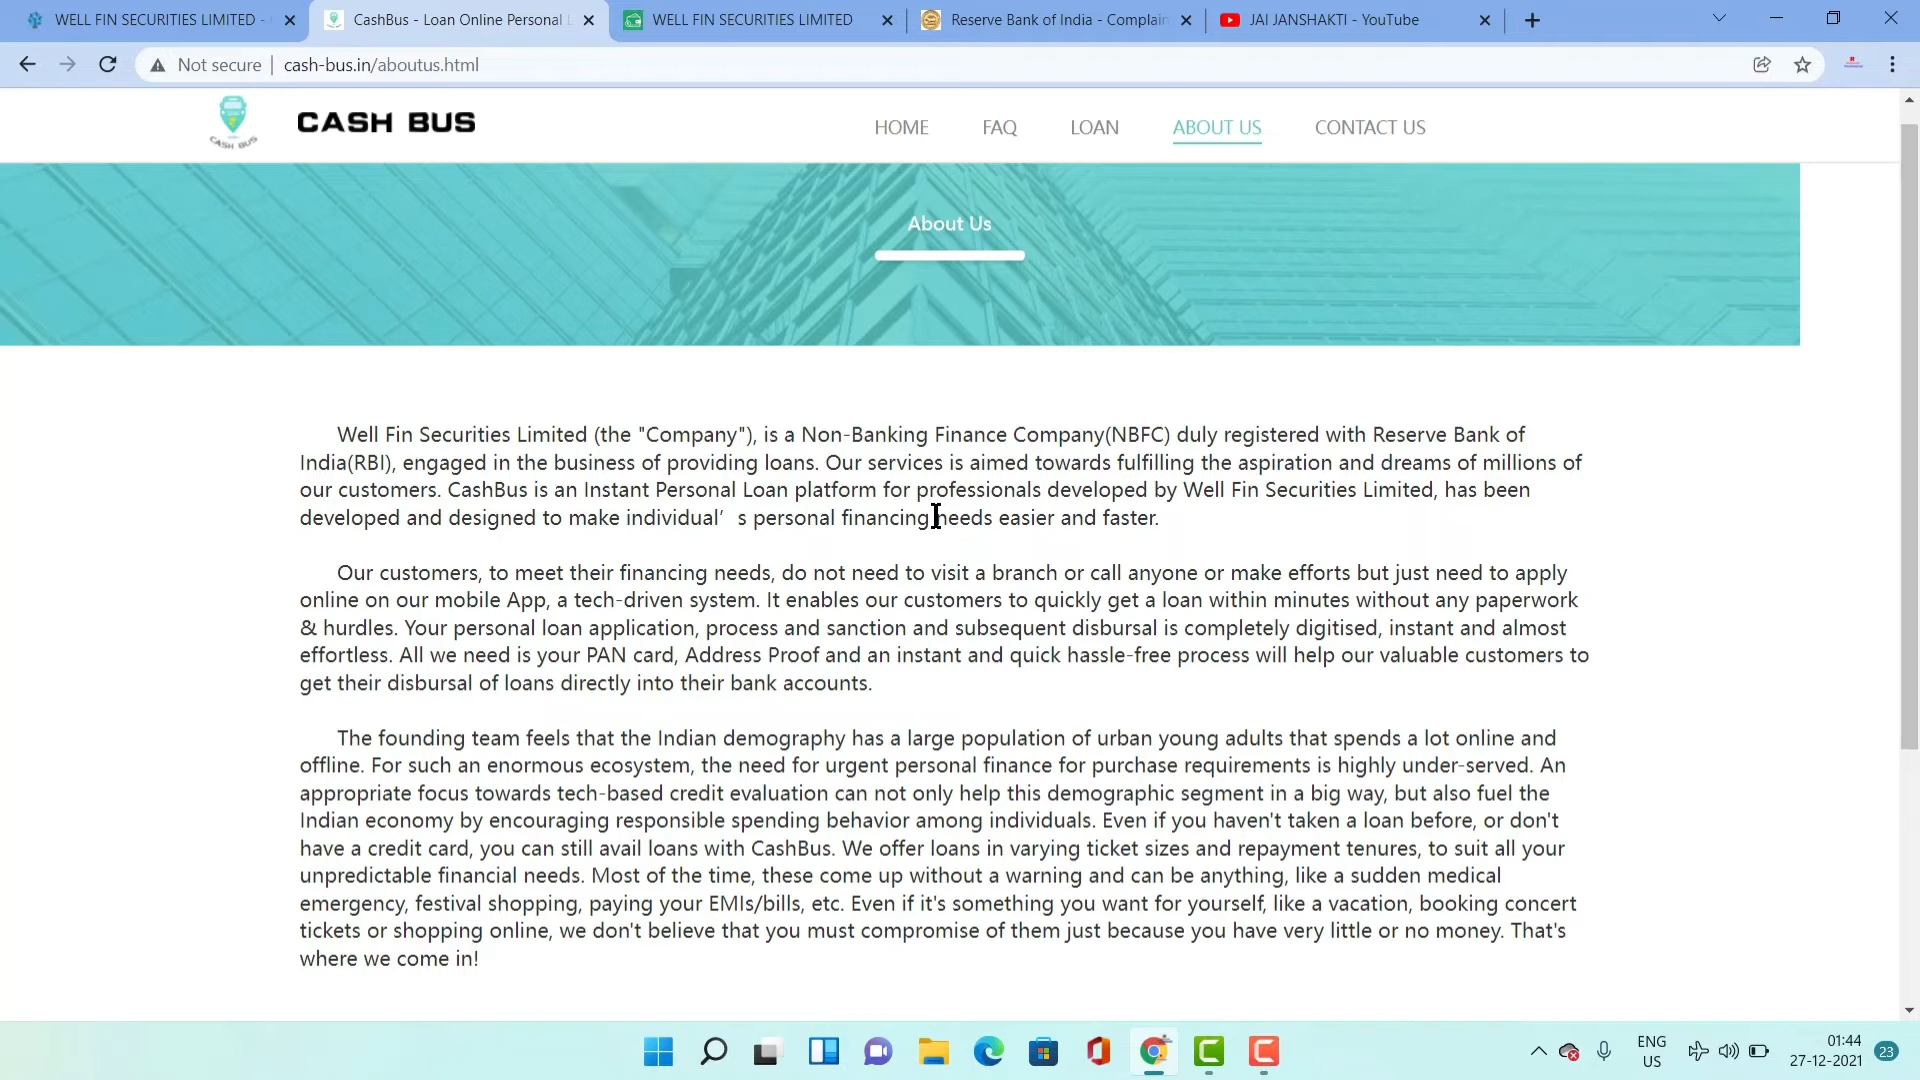 WELL FIN SECURITIES LIMITED -
CashBus - Loan Online Personal L
WELL FIN SECURITIES LIMITED
Reserve Bank of India - Complain
JAI JANSHAKTI - YouTube
Not secure
cash-bus.in/aboutus.html
CASH BUS
CASH BUS
HOME
FAQ
LOAN
ABOUT US
CONTACT US
About Us
Well Fin Securities Limited (the "Company"), is a Non-Banking Finance Company(NBFC) duly registered with Reserve Bank of
India(RBI), engaged in the business of providing loans. Our services is aimed towards fulfilling the aspiration and dreams of millions of
our customers. CashBus is an Instant Personal Loan platform for professionals developed by Well Fin Securities Limited, has been
developed and designed to make individual’ s personal financing needs easier and faster.
Our customers, to meet their financing needs, do not need to visit a branch or call anyone or make efforts but just need to apply
online on our mobile App, a tech-driven system. It enables our customers to quickly get a loan within minutes without any paperwork
& hurdles. Your personal loan application, process and sanction and subsequent disbursal is completely digitised, instant and almost
effortless. All we need is your PAN card, Address Proof and an instant and quick hassle-free process will help our valuable customers to
get their disbursal of loans directly into their bank accounts.
The founding team feels that the Indian demography has a large population of urban young adults that spends a lot online and
offline. For such an enormous ecosystem, the need for urgent personal finance for purchase requirements is highly under-served. An
appropriate focus towards tech-based credit evaluation can not only help this demographic segment in a big way, but also fuel the
Indian economy by encouraging responsible spending behavior among individuals. Even if you haven't taken a loan before, or don't
have a credit card, you can still avail loans with CashBus. We offer loans in varying ticket sizes and repayment tenures, to suit all your
unpredictable financial needs. Most of the time, these come up without a warning and can be anything, like a sudden medical
emergency, festival shopping, paying your EMIs/bills, etc. Even if it's something you want for yourself, like a vacation, booking concert
tickets or shopping online, we don't believe that you must compromise of them just because you have very little or no money. That's
where we come in!
ENG
US
01:44
27-12-2021
23